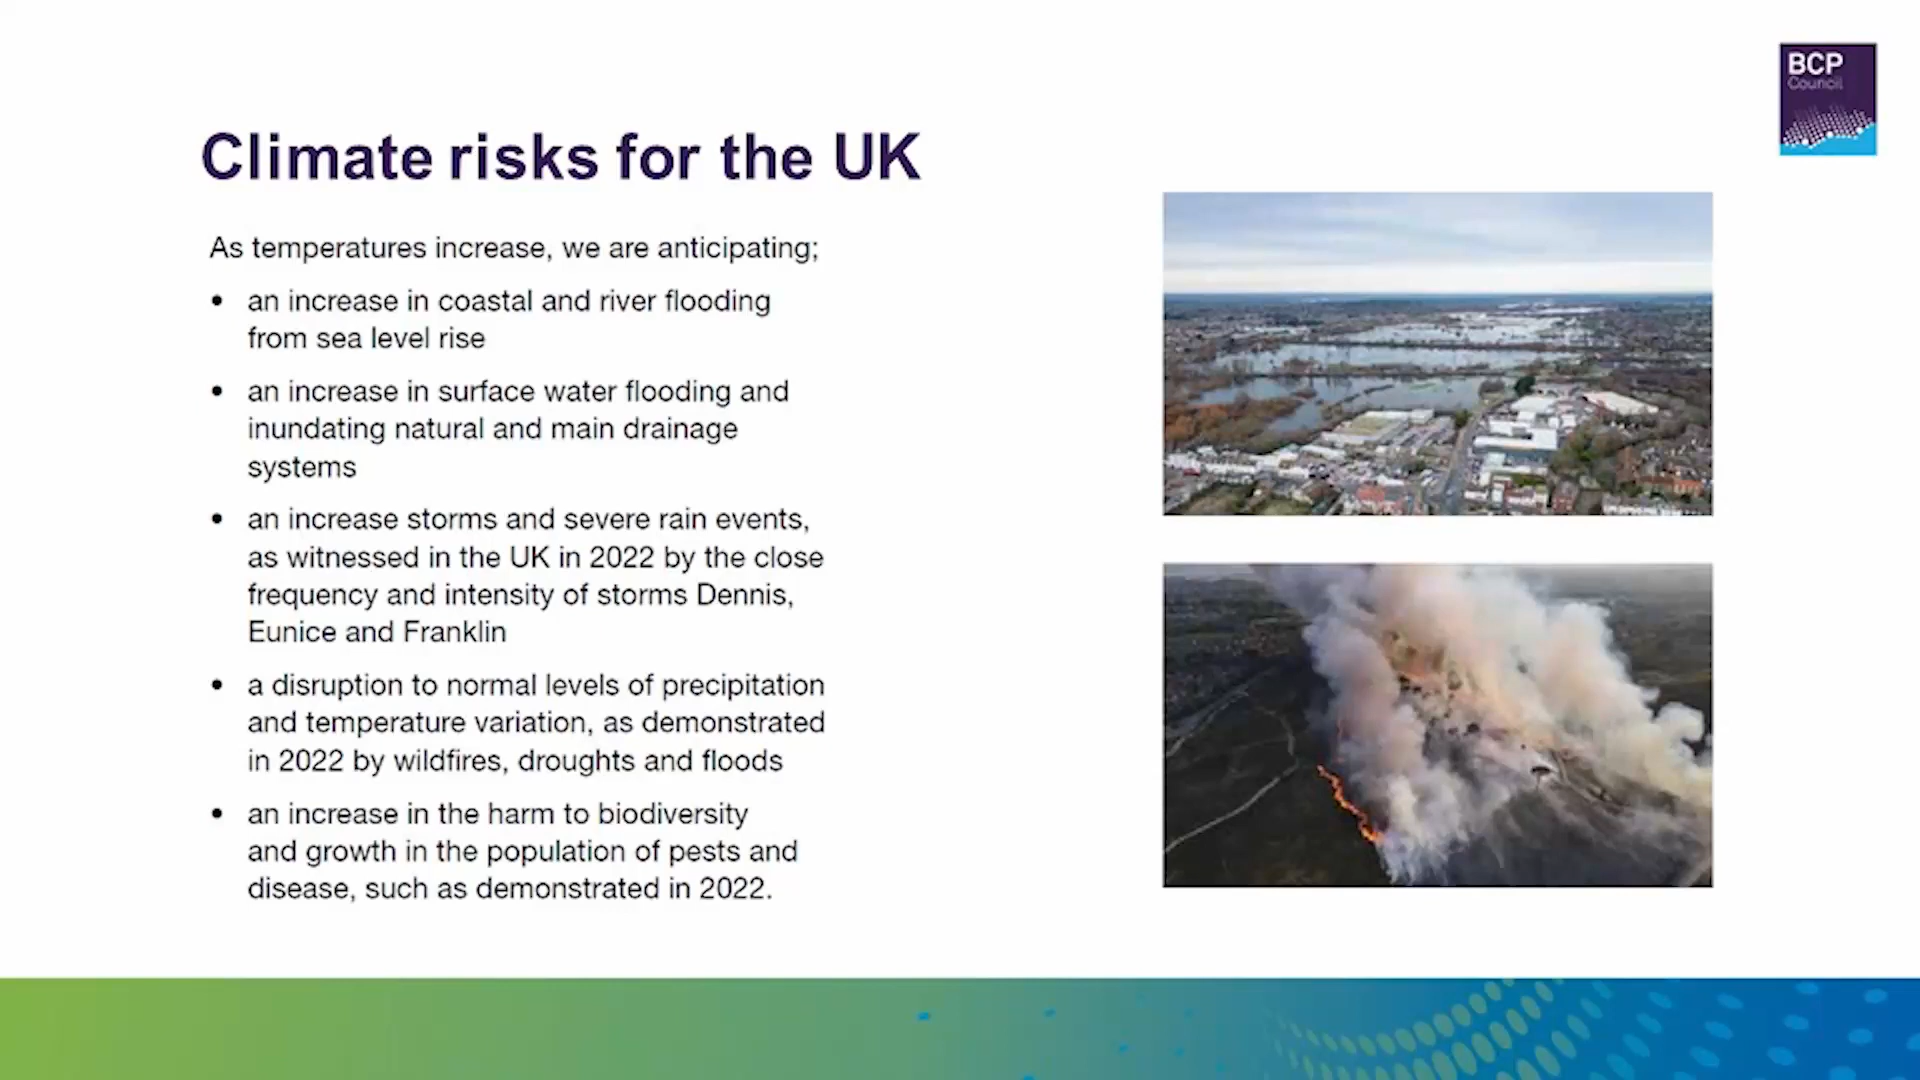 BCP
Council
Climate risks for the UK
As temperatures increase, we are anticipating;
• an increase in coastal and river flooding
from sea level rise
• an increase in surface water flooding and
inundating natural and main drainage
systems
• an increase storms and severe rain events,
as witnessed in the UK in 2022 by the close
frequency and intensity of storms Dennis,
Eunice and Franklin
• a disruption to normal levels of precipitation
and temperature variation, as demonstrated
in 2022 by wildfires, droughts and floods
• an increase in the harm to biodiversity
and growth in the population of pests and
disease, such as demonstrated in 2022.